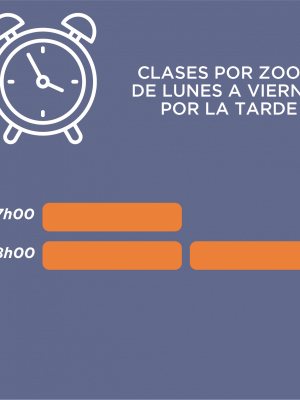 CLASES POR ZOO
DE LUNES A VIERN
POR LA TARDE
7h00
8h00